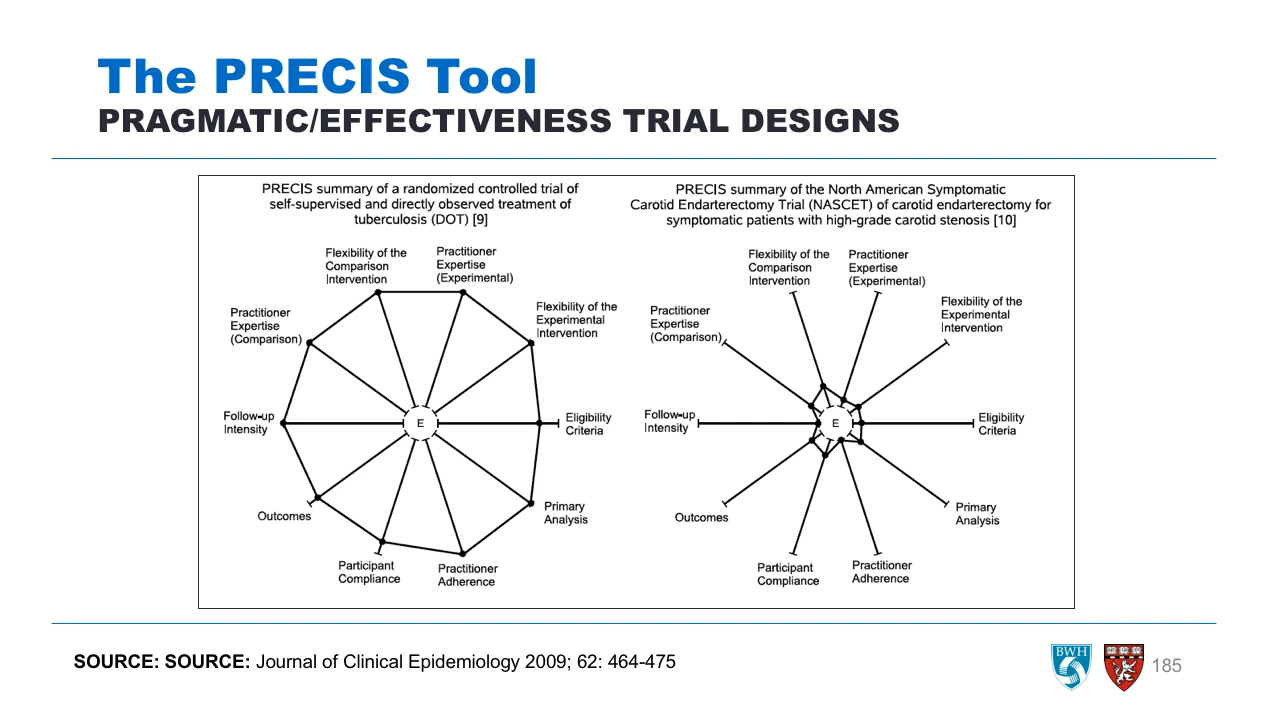 The PRECIS Tool
PRAGMATIC/EFFECTIVENESS TRIAL DESIGNS
PRECIS summary of a randomized controlled trial of
self-supervised and directly observed treatment of
tuberculosis (DOT) [9]
Flexibility of the
Comparison
Intervention
Practitioner
Expertise
(Experimental)
Practitioner
Expertise
(Comparison)
Flexibility of the
Experimental
Intervention
Follow-up
Intensity
E
Eligibility
Criteria
Outcomes
Primary
Analysis
Participant
Compliance
Practitioner
Adherence
PRECIS summary of the North American Symptomatic
Carotid Endarterectomy Trial (NASCET) of carotid endarterectomy for
symptomatic patients with high-grade carotid stenosis [10]
Flexibility of the
Comparison
Intervention
Practitioner
Expertise
(Experimental)
Practitioner
Expertise
(Comparison)
Flexibility of the
Experimental
Intervention
Follow-up
Intensity
E
Eligibility
Criteria
Outcomes
Primary
Analysis
Participant
Compliance
Practitioner
Adherence
SOURCE: SOURCE: Journal of Clinical Epidemiology 2009; 62: 464-475
BWH
185